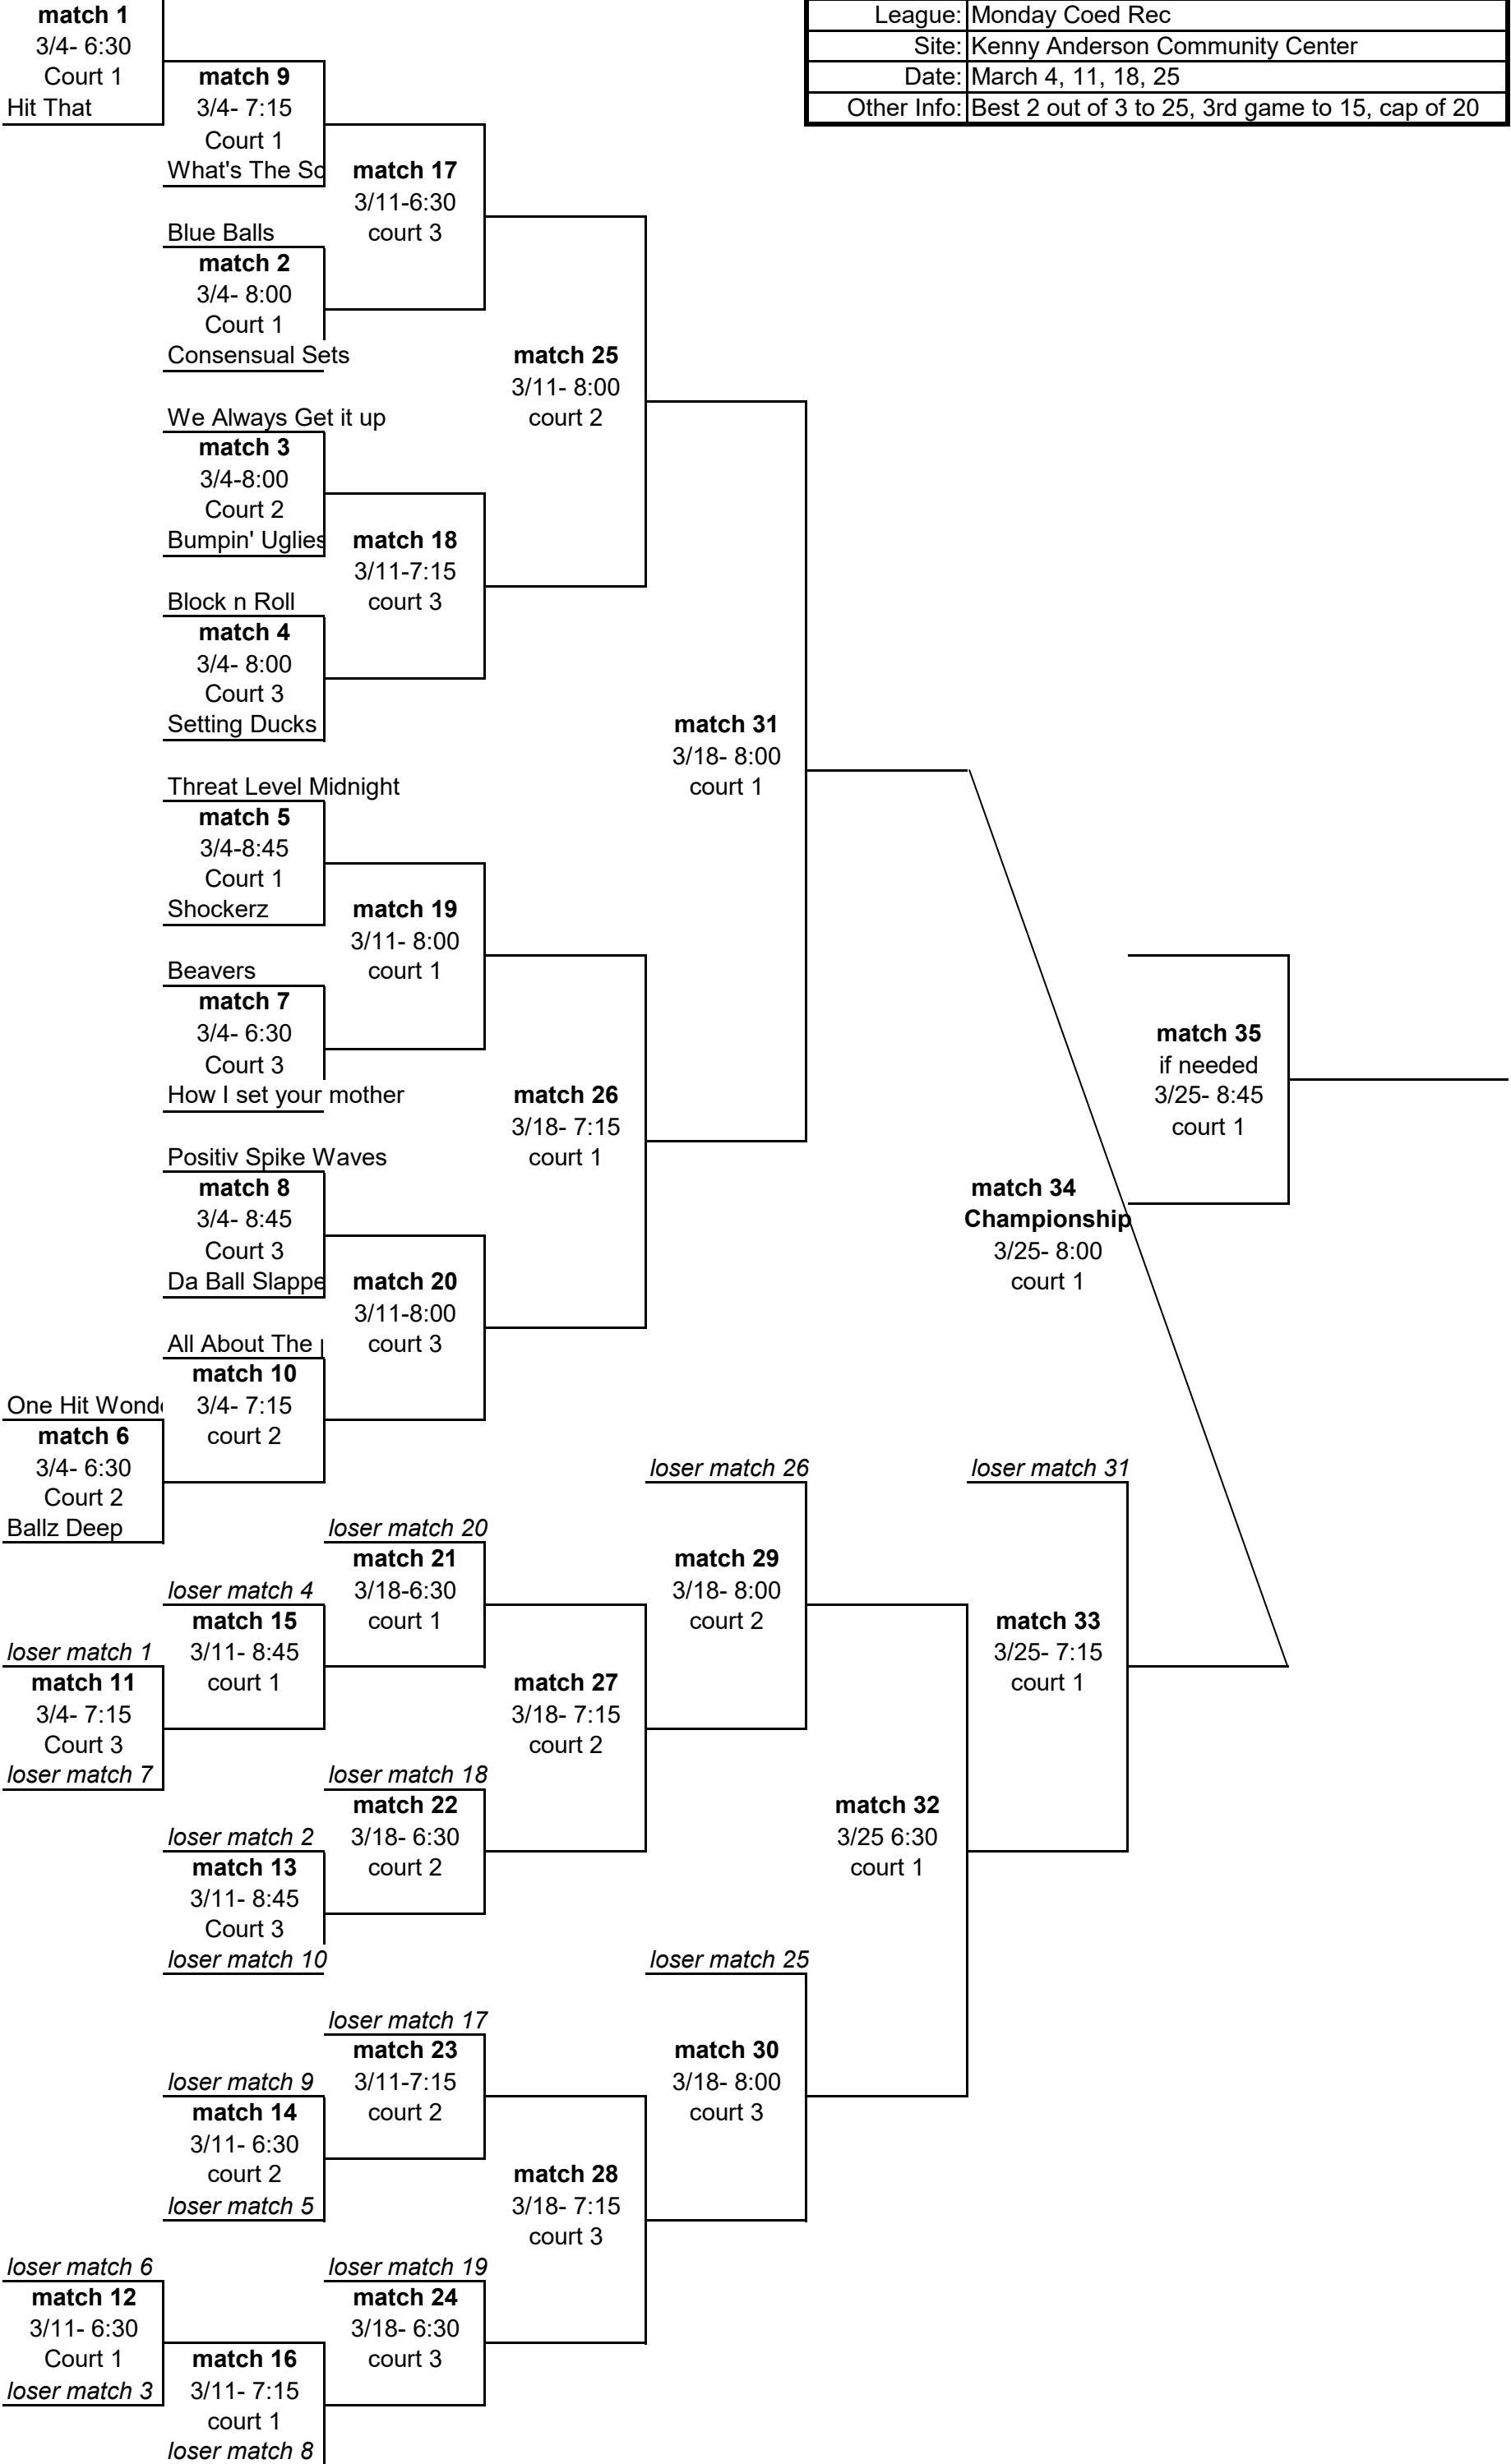 match 1
3/4- 6:30
Court 1
Hit That
League: Monday Coed Rec
Site: Kenny Anderson Community Center
Date: March 4, 11, 18, 25
Other Info: Best 2 out of 3 to 25, 3rd game to 15, cap of 20
match 9
3/4- 7:15
Court 1
What's The
match 17
3/11-6:30
court 3
Blue Balls
match 2
3/4- 8:00
Court 1
Consensual Sets
match 25
3/11- 8:00
court 2
We Always Get it up
match 3
3/4-8:00
Court 2
Bumpin' Uglies
match 18
3/11-7:15
court 3
Block n Roll
match 4
3/4- 8:00
Court 3
Setting Ducks
match 31
3/18- 8:00
court 1
Threat Level Midnight
match 5
3/4-8:45
Court 1
Shockerz
match 19
3/11- 8:00
court 1
Beavers
match 7
3/4- 6:30
Court 3
How I set your mother
match 26
3/18- 7:15
court 1
match 35
if needed
3/25- 8:45
court 1
Positiv Spike Waves
match 8
3/4- 8:45
Court 3
Da Ball Slappe
match 34
Championship
3/25- 8:00
court 1
match 20
3/11-8:00
court 3
All About The
match 10
3/4- 7:15
court 2
One Hit Wond
match 6
3/4- 6:30
Court 2
Ballz Deep
loser match 26
loser match 31
loser match 20
match 21
3/18-6:30
court 1
match 29
3/18- 8:00
court 2
loser match 4
match 15
3/11- 8:45
court 1
match 33
3/25- 7:15
court 1
loser match 1
match 11
3/4- 7:15
Court 3
loser match 7
match 27
3/18- 7:15
court 2
loser match 18
match 22
3/18- 6:30
court 2
match 32
3/25 6:30
court 1
loser match 2
match 13
3/11- 8:45
Court 3
loser match 10
loser match 25
loser match 17
match 23
3/11-7:15
court 2
match 30
3/18- 8:00
court 3
loser match 9
match 14
3/11- 6:30
court 2
loser match 5
match 28
3/18- 7:15
court 3
loser match 6
match 12
3/11- 6:30
Court 1
loser match 3
loser match 19
match 24
3/18- 6:30
court 3
match 16
3/11- 7:15
court 1
loser match 8